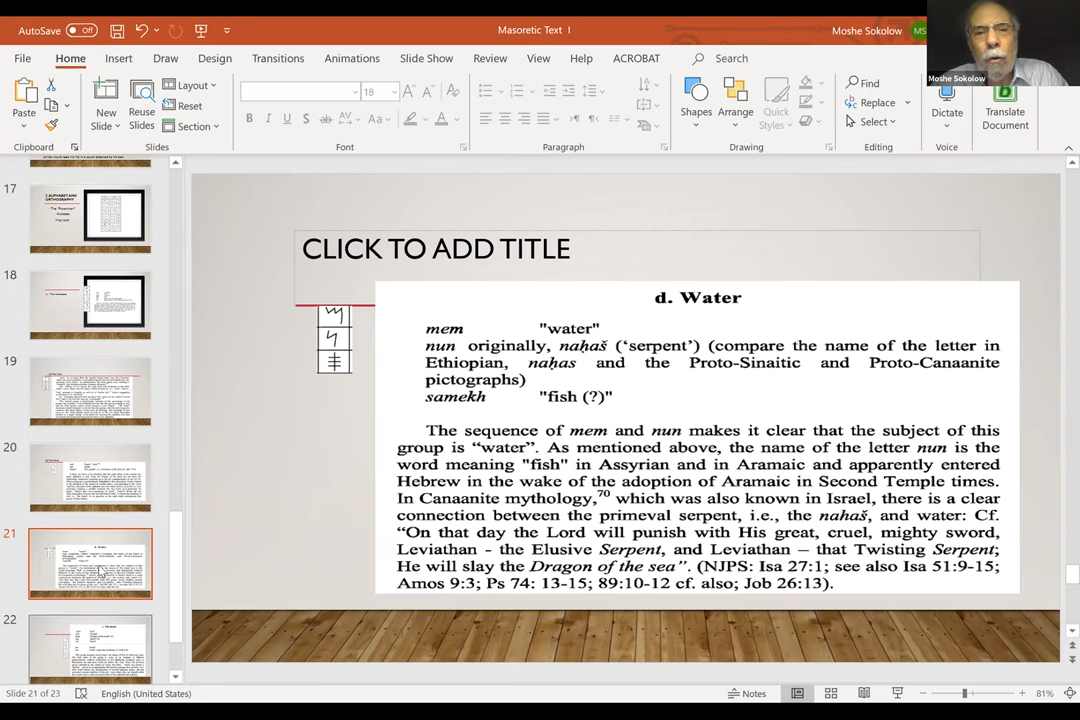 AutoSave Off
Masoretic Text I
Moshe Sokolow
MS
File Home Insert Draw Design Transitions Animations Slide Show Review View Help ACROBAT Search
Moshe Sokolow
Paste
Clipboard
New Slide
Reuse Slides
Layout
Reset
Section
Slides
18
Font
Paragraph
Shapes
Arrange
Quick Styles
Drawing
Find
Replace
Select
Editing
Dictate
Voice
Translate Document
17
18
19
20
21
22
CLICK TO ADD TITLE
d. Water
mem "water"
nun originally, naḥaš (‘serpent’) (compare the name of the letter in
Ethiopian, naḥas and the Proto-Sinaitic and Proto-Canaanite
pictographs)
samekh "fish (?)"
The sequence of mem and nun makes it clear that the subject of this
group is “water”. As mentioned above, the name of the letter nun is the
word meaning "fish" in Assyrian and in Aramaic and apparently entered
Hebrew in the wake of the adoption of Aramaic in Second Temple times.
In Canaanite mythology,70 which was also known in Israel, there is a clear
connection between the primeval serpent, i.e., the nahaš, and water: Cf.
“On that day the Lord will punish with His great, cruel, mighty sword,
Leviathan - the Elusive Serpent, and Leviathan – that Twisting Serpent;
He will slay the Dragon of the sea”. (NJPS: Isa 27:1; see also Isa 51:9-15;
Amos 9:3; Ps 74: 13-15; 89:10-12 cf. also; Job 26:13).
Slide 21 of 23
English (United States)
Notes
81%